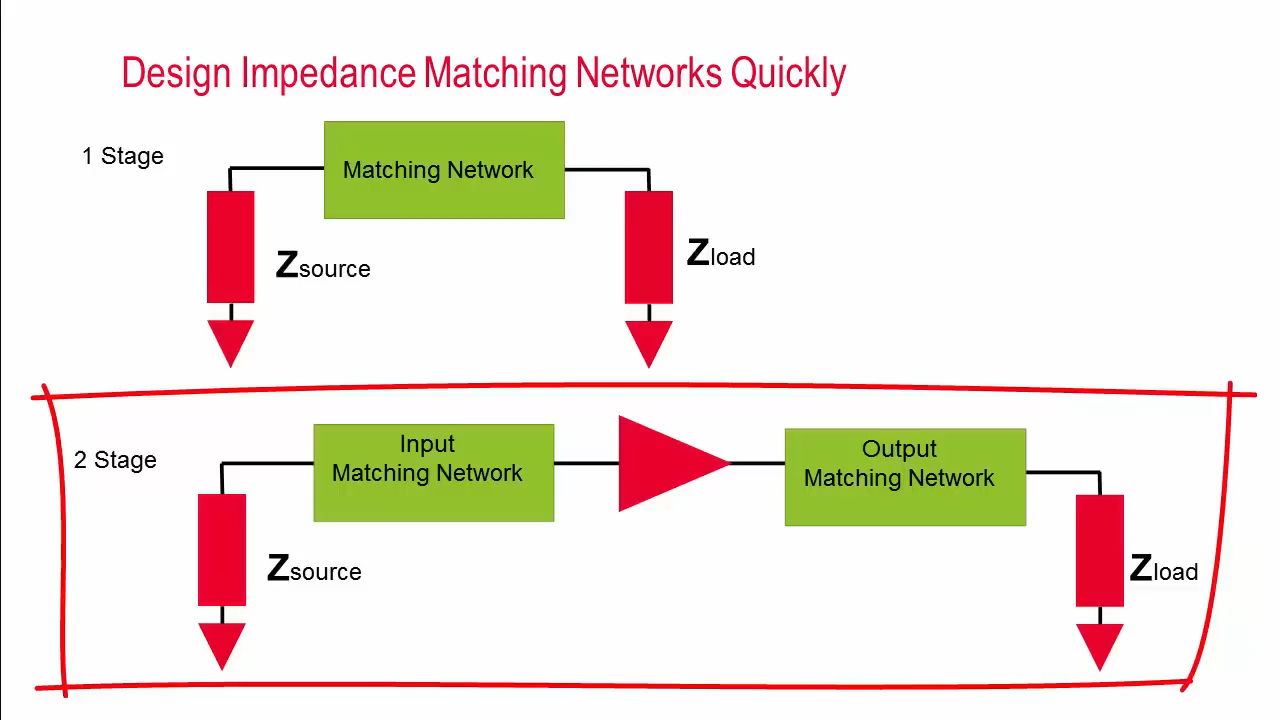 Design Impedance Matching Networks Quickly
1 Stage
Matching Network
Zsource
Zload
2 Stage
Input
Matching Network
Output
Matching Network
Zsource
Zload